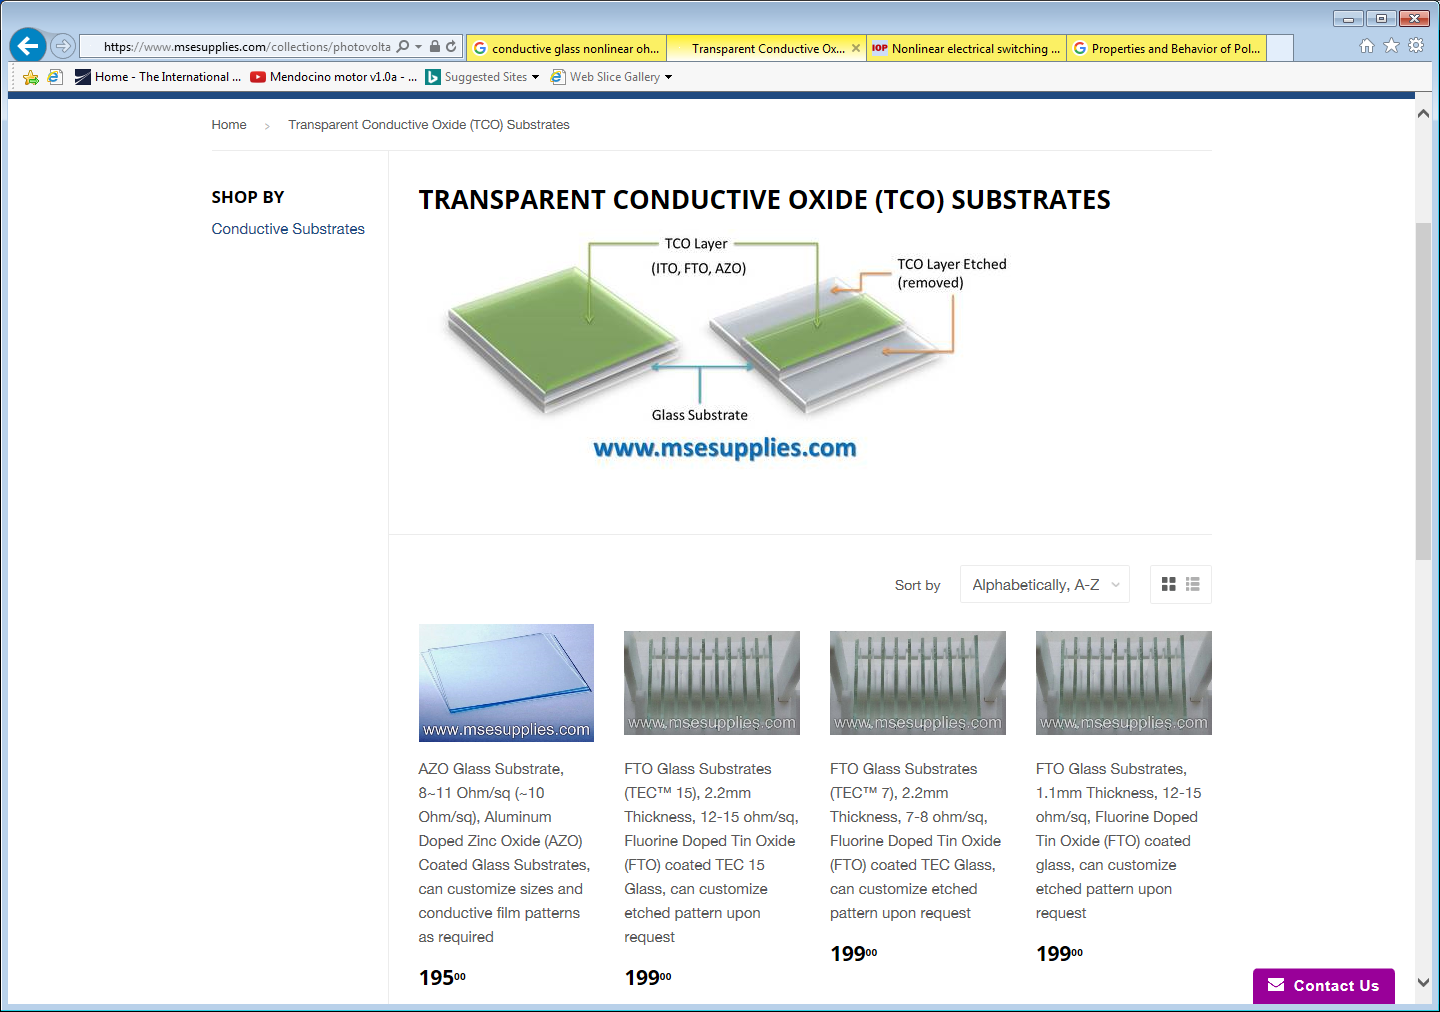 https://www.msesupplies.com/collections/photovolta
conductive glass nonlinear oh...
Transparent Conductive Ox...
IOP Nonlinear electrical switching ...
Properties and Behavior of Pol...
Home - The International ...
Mendocino motor v1.0a - ...
Suggested Sites
Web Slice Gallery
Home > Transparent Conductive Oxide (TCO) Substrates
SHOP BY
Conductive Substrates
TRANSPARENT CONDUCTIVE OXIDE (TCO) SUBSTRATES
TCO Layer
(ITO, FTO, AZO)
TCO Layer Etched
(removed)
Glass Substrate
www.msesupplies.com
Sort by
Alphabetically, A-Z
www.msesupplies.com
AZO Glass Substrate,
8~11 Ohm/sq (~10
Ohm/sq), Aluminum
Doped Zinc Oxide (AZO)
Coated Glass Substrates,
can customize sizes and
conductive film patterns
as required
19500
www.msesupplies.com
FTO Glass Substrates
(TEC™ 15), 2.2mm
Thickness, 12-15 ohm/sq,
Fluorine Doped Tin Oxide
(FTO) coated TEC 15
Glass, can customize
etched pattern upon
request
19900
www.msesupplies.com
FTO Glass Substrates
(TEC™ 7), 2.2mm
Thickness, 7-8 ohm/sq,
Fluorine Doped Tin Oxide
(FTO) coated TEC Glass,
can customize etched
pattern upon request
19900
www.msesupplies.com
FTO Glass Substrates,
1.1mm Thickness, 12-15
ohm/sq, Fluorine Doped
Tin Oxide (FTO) coated
glass, can customize
etched pattern upon
request
19900
Contact Us